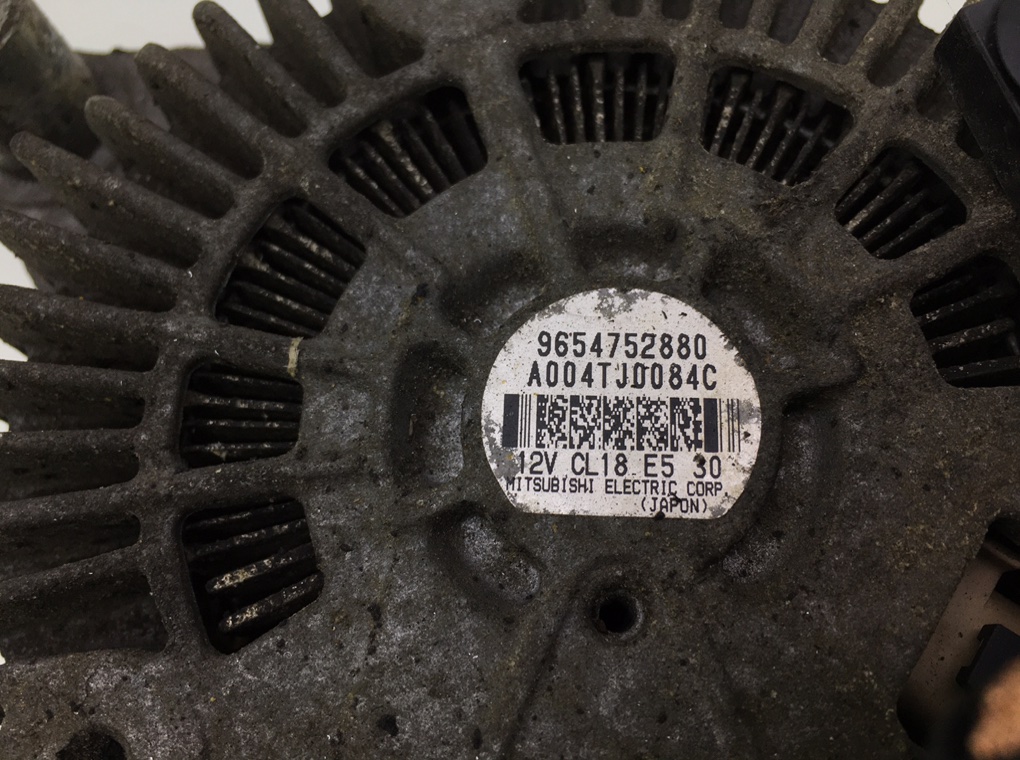 9654752880
A004TJ0084C
12V CL18 E5 30
MITSUBISHI ELECTRIC CORP
(JAPON)